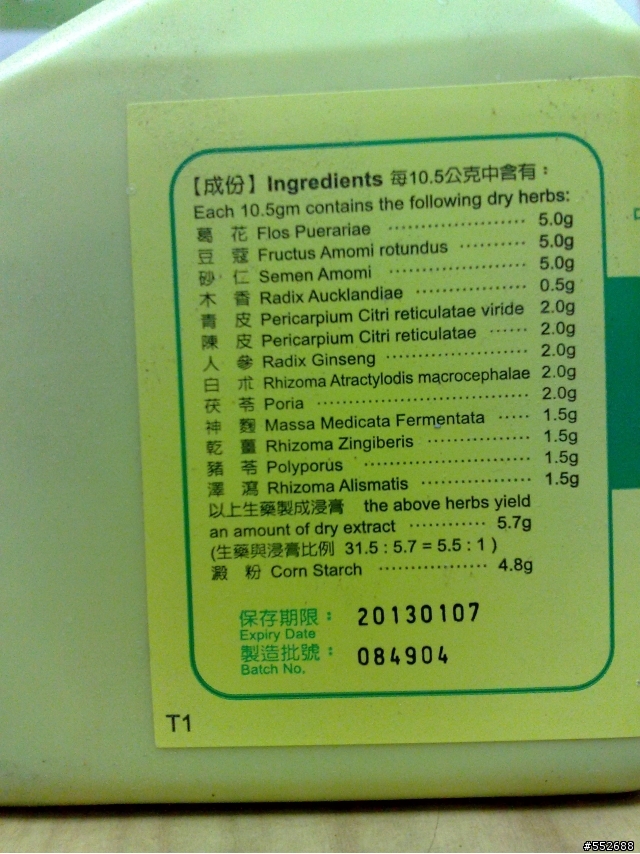 【成份】Ingredients 每10.5公克中含有：
Each 10.5gm contains the following dry herbs:
葛 花 Flos Puerariae ······················ 5.0g
豆 蔻 Fructus Amomi rotundus ·········· 5.0g
砂 仁 Semen Amomi ····················· 5.0g
木 香 Radix Aucklandiae ·················· 0.5g
青 皮 Pericarpium Citri reticulatae viride 2.0g
陳 皮 Pericarpium Citri reticulatae ······ 2.0g
人 參 Radix Ginseng ······················ 2.0g
白 朮 Rhizoma Atractylodis macrocephalae 2.0g
茯 苓 Poria ································· 2.0g
神 麴 Massa Medicata Fermentata ····· 1.5g
乾 薑 Rhizoma Zingiberis ················ 1.5g
豬 苓 Polyporus ·························· 1.5g
澤 瀉 Rhizoma Alismatis ················· 1.5g
以上生藥製成浸膏 the above herbs yield
an amount of dry extract ············ 5.7g
(生藥與浸膏比例 31.5 : 5.7 = 5.5 : 1 )
澱 粉 Corn Starch ················· 4.8g
保存期限： 20130107
Expiry Date
製造批號： 084904
Batch No.
T1
#552688